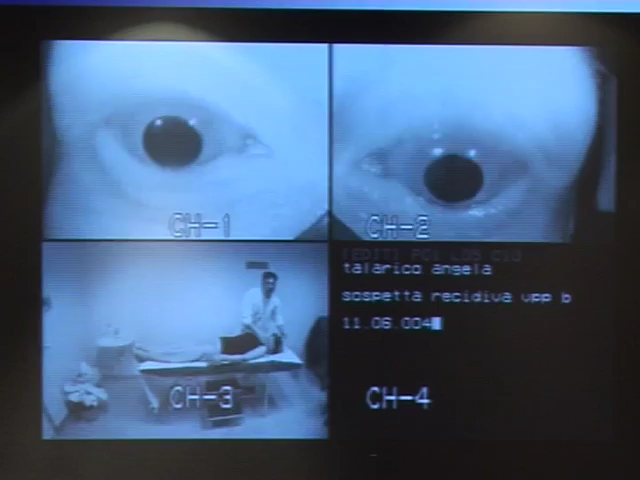 CH-1
CH-2
talarico angela
sospetta recidiva vpp b
11.06.004
CH-3
CH-4